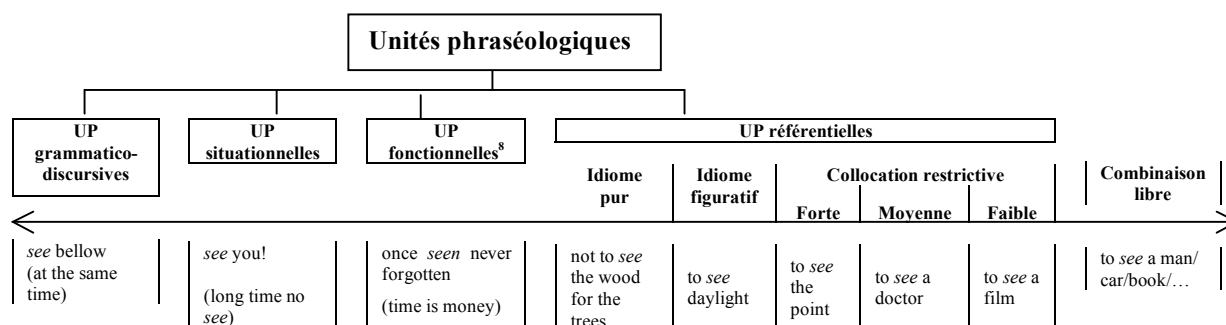 Unités phraséologiques
UP
grammatico-
discursives
UP
situationnelles
UP
fonctionnelles8
UP référentielles
Idiome
pur
Idiome
figuratif
Collocation restrictive
Forte
Moyenne
Faible
Combinaison
libre
see bellow
(at the same
time)
see you!
(long time no
see)
once seen never
forgotten
(time is money)
not to see
the wood
for the
trees
to see
daylight
to see
the
point
to see a
doctor
to see a
film
to see a man/
car/book/…